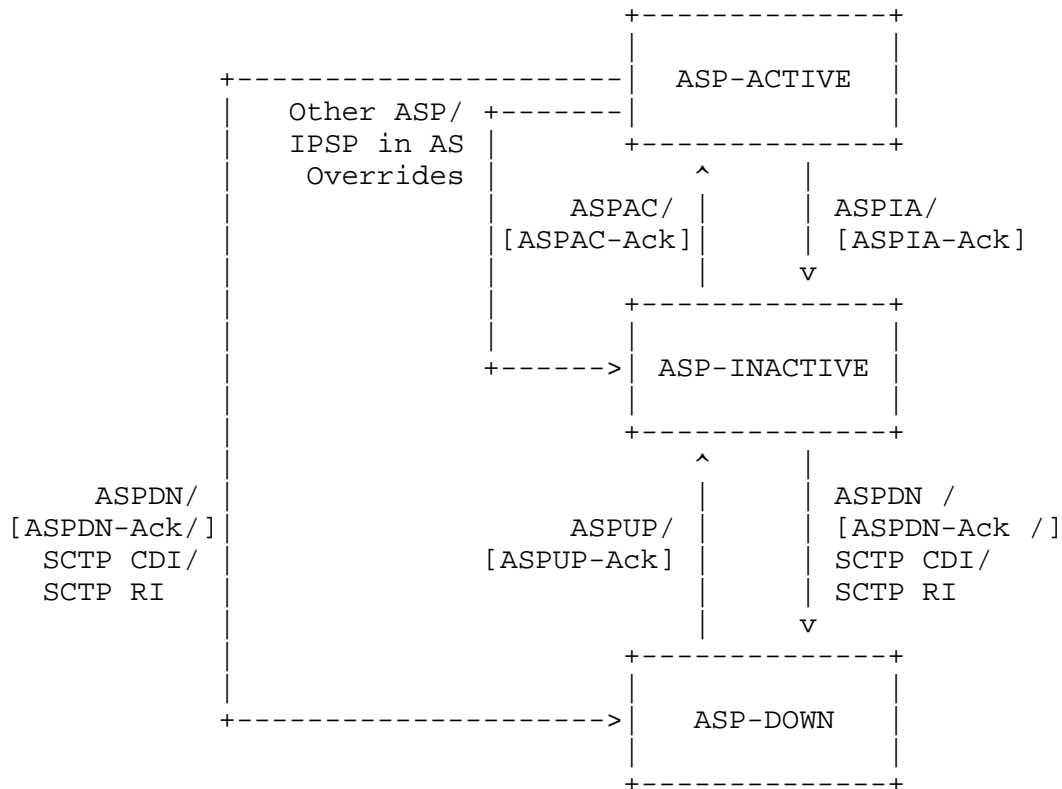 ASP-ACTIVE
Other ASP/
IPSP in AS
Overrides
ASPAC/ ASPIA/
[ASPAC-Ack] [ASPIA-Ack]
ASP-INACTIVE
ASPDN/ ASPUP/ ASPDN /
[ASPDN-Ack/] [ASPUP-Ack] [ASPDN-Ack /]
SCTP CDI/ SCTP CDI/
SCTP RI SCTP RI
ASP-DOWN